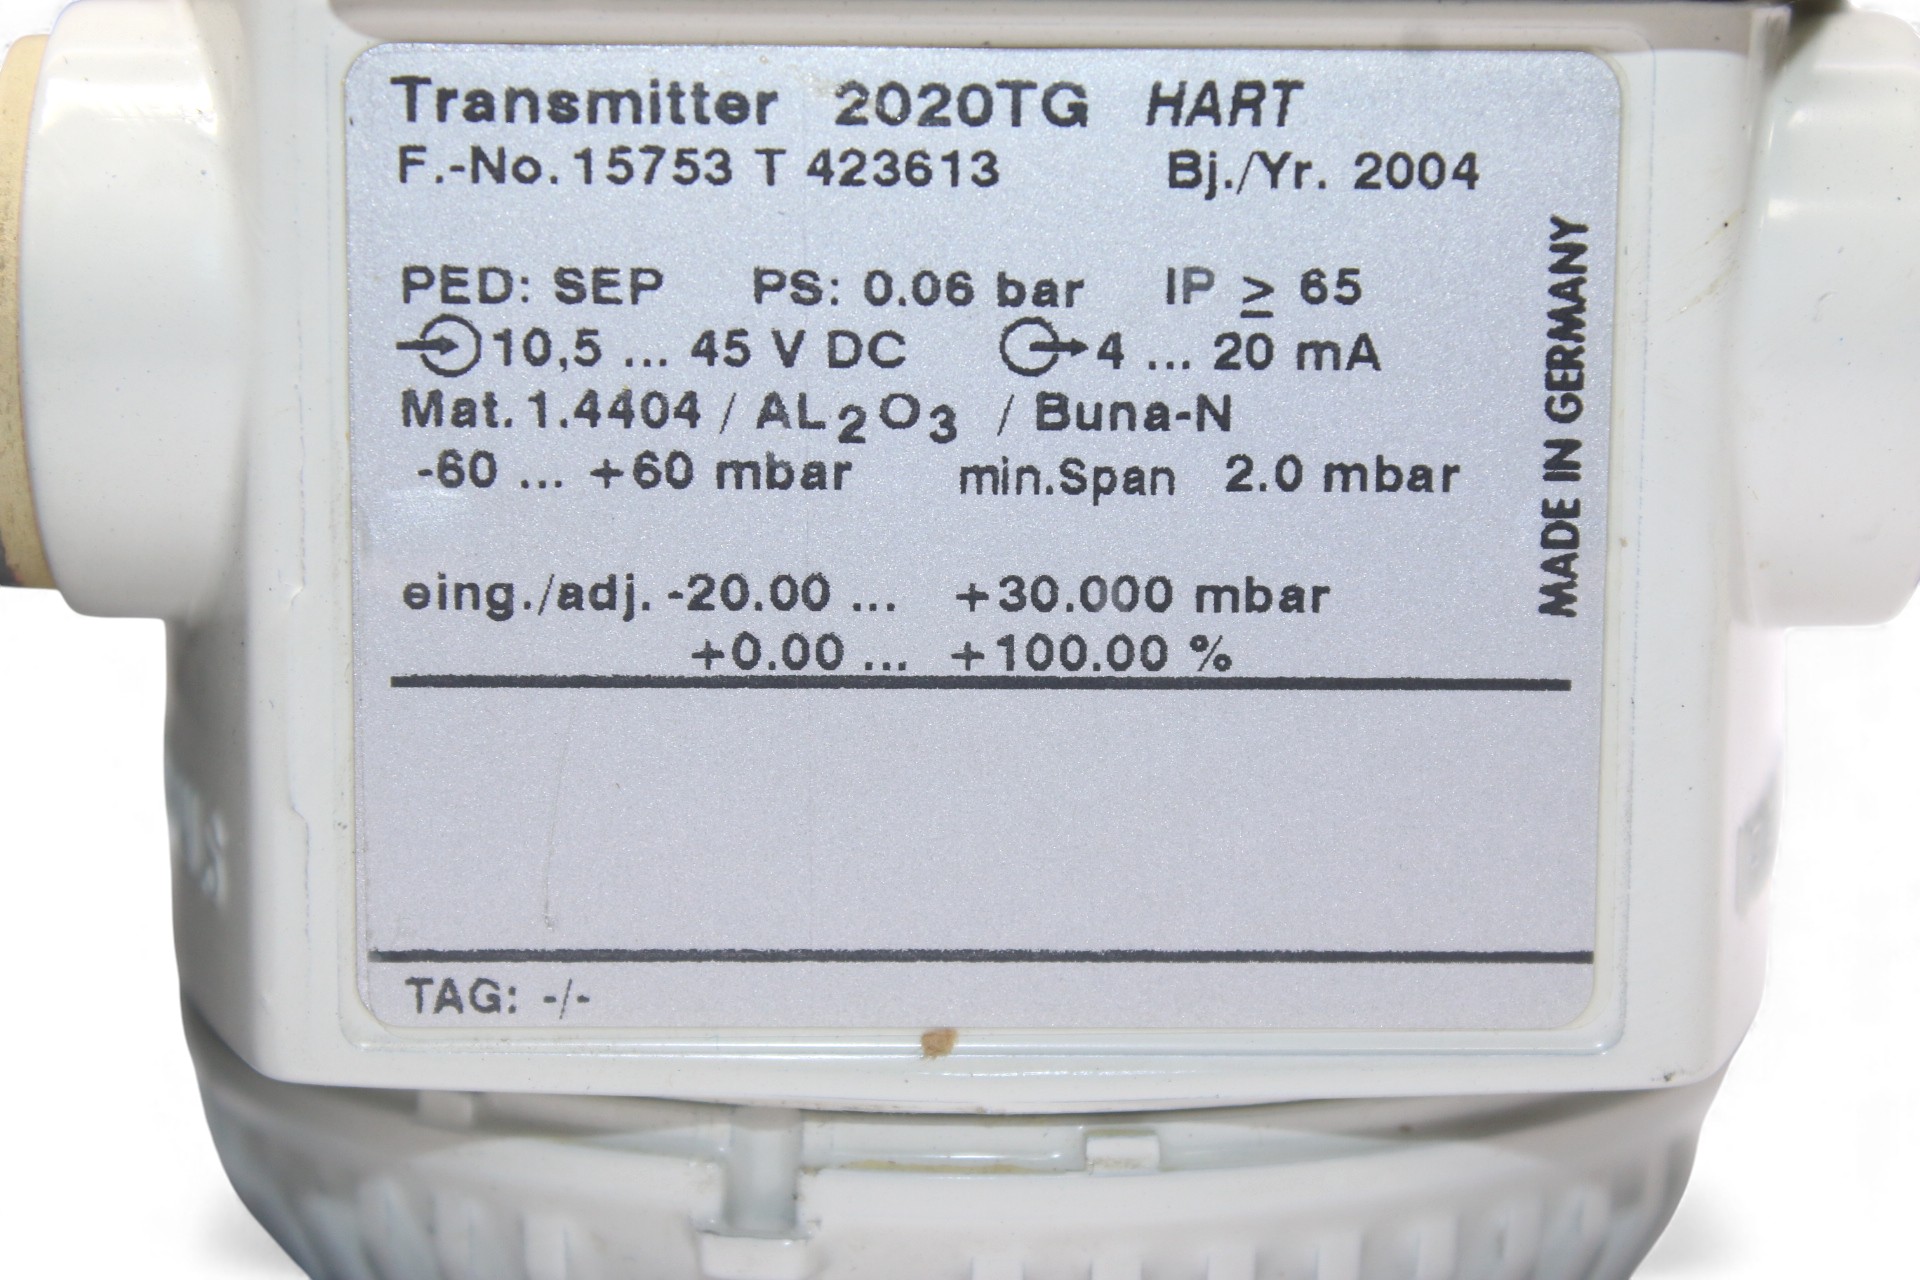 Transmitter 2020TG HART
F.-No. 15753 T 423613 Bj./Yr. 2004
PED: SEP PS: 0.06 bar IP ≥ 65
10,5 ... 45 V DC 4 ... 20 mA
Mat. 1.4404 / AL₂O₃ / Buna-N
-60 ... +60 mbar min.Span 2.0 mbar
eing./adj. -20.00 ... +30.000 mbar
+0.00 ... +100.00 %
TAG: -/-
MADE IN GERMANY